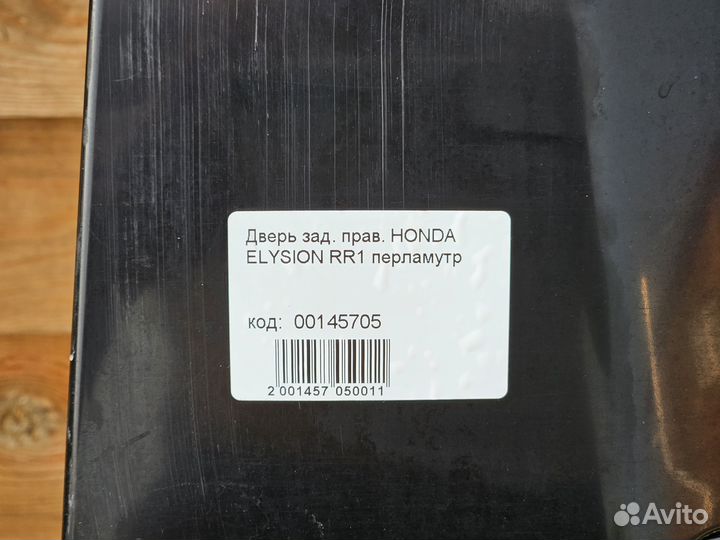 Дверь зад. прав. HONDA
ELYSION RR1 перламутр
код: 00145705
2 001457 050011
Avito